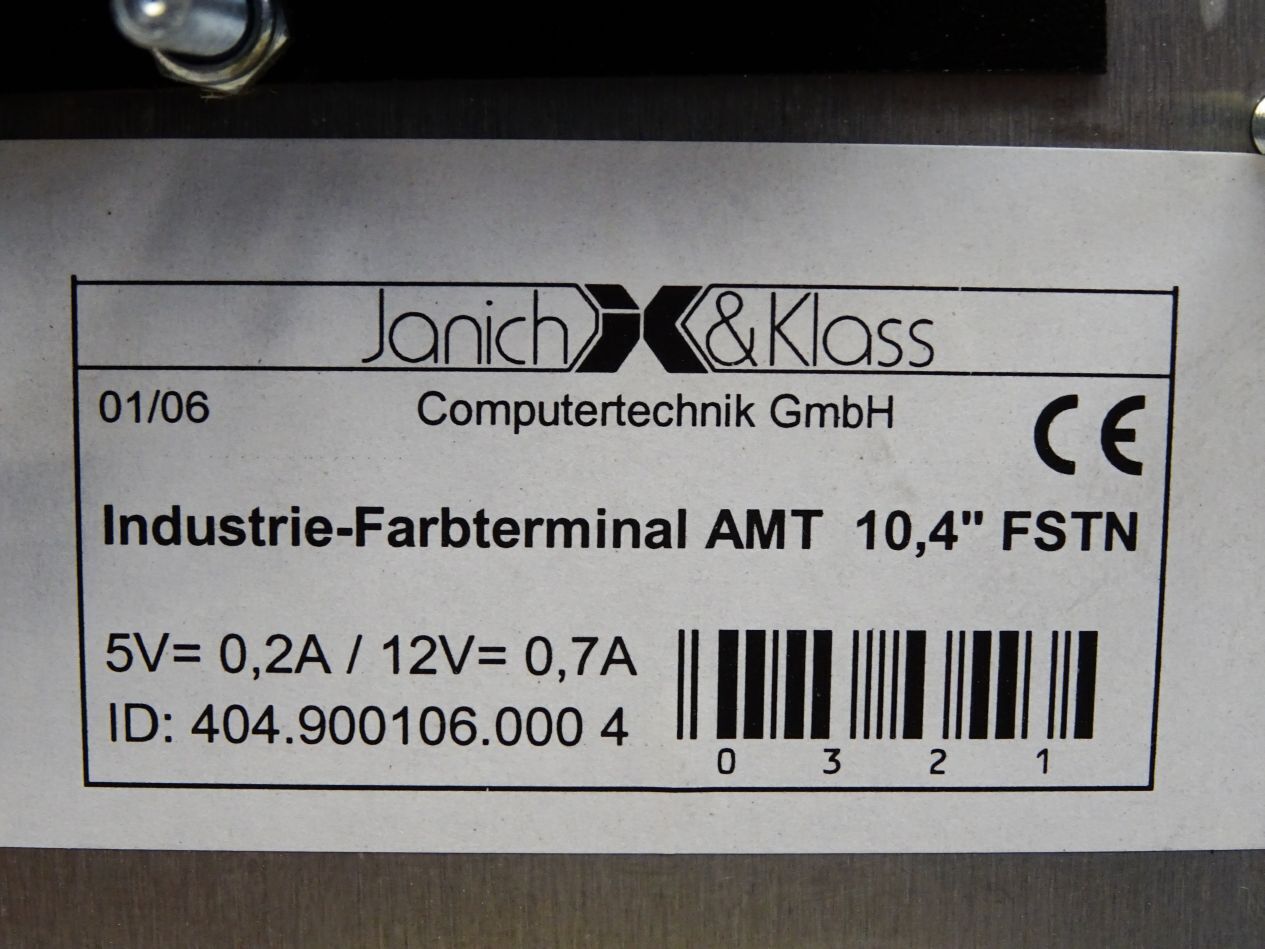 Janich & Klass
01/06 Computertechnik GmbH CE
Industrie-Farbterminal AMT 10,4" FSTN
5V= 0,2A / 12V= 0,7A
ID: 404.900106.000 4
0 3 2 1